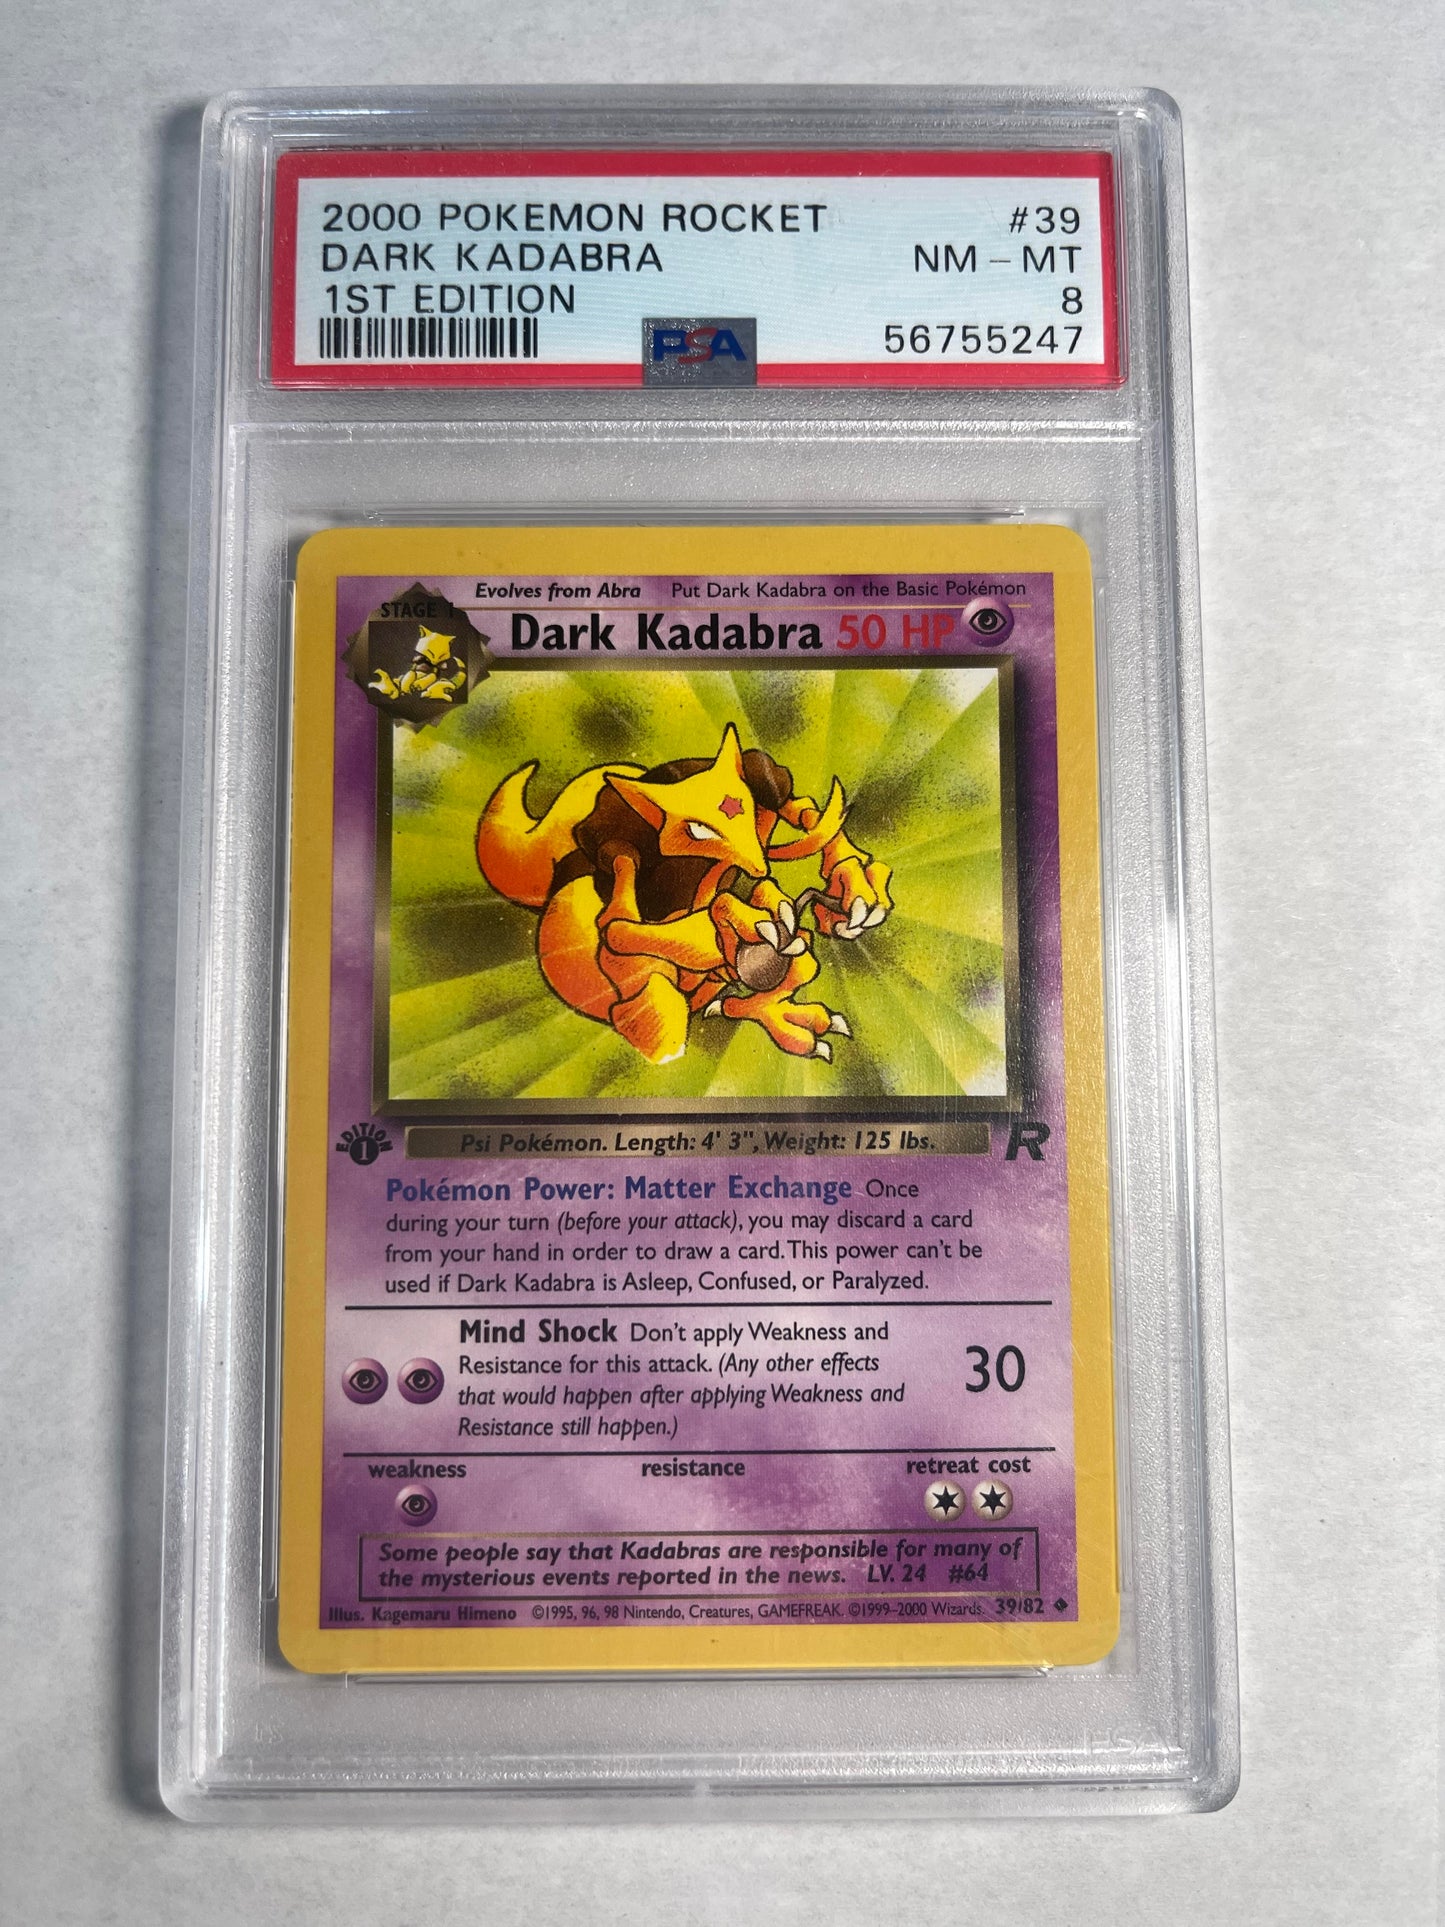 2000 POKEMON ROCKET #39
DARK KADABRA NM - MT
1ST EDITION 8
PSA 56755247
Evolves from Abra Put Dark Kadabra on the Basic Pokémon
STAGE 1
Dark Kadabra 50 HP
EDITION
1
Psi Pokémon. Length: 4' 3", Weight: 125 lbs.
R
Pokémon Power: Matter Exchange Once
during your turn (before your attack), you may discard a card
from your hand in order to draw a card. This power can't be
used if Dark Kadabra is Asleep, Confused, or Paralyzed.
Mind Shock Don't apply Weakness and
Resistance for this attack. (Any other effects
that would happen after applying Weakness and
Resistance still happen.)
30
weakness resistance retreat cost
Some people say that Kadabras are responsible for many of
the mysterious events reported in the news. LV. 24 #64
Illus. Kagemaru Himeno ©1995, 96, 98 Nintendo, Creatures, GAMEFREAK. ©1999-2000 Wizards. 39/82
PSA